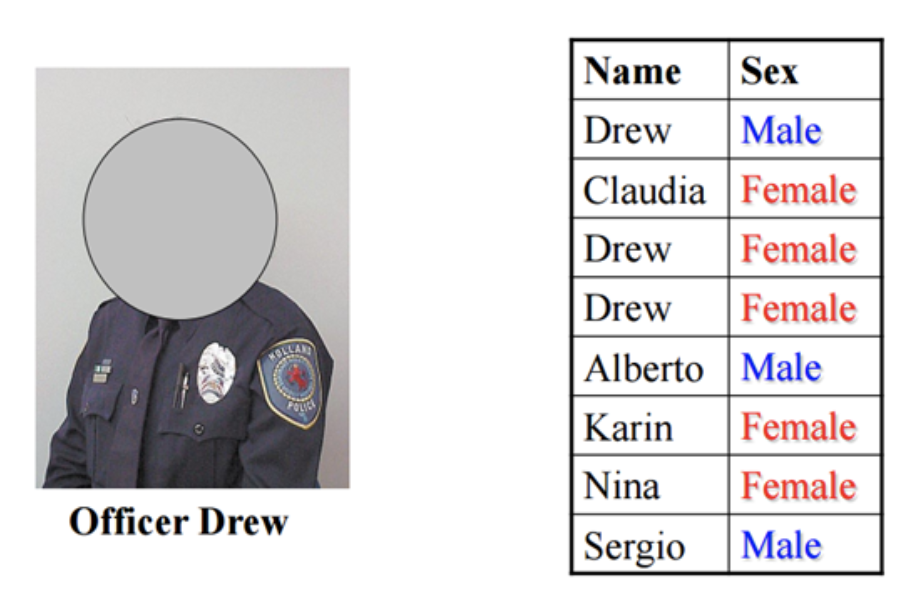 HOLLAND
POLICE
Officer Drew
Name Sex
Drew Male
Claudia Female
Drew Female
Drew Female
Alberto Male
Karin Female
Nina Female
Sergio Male